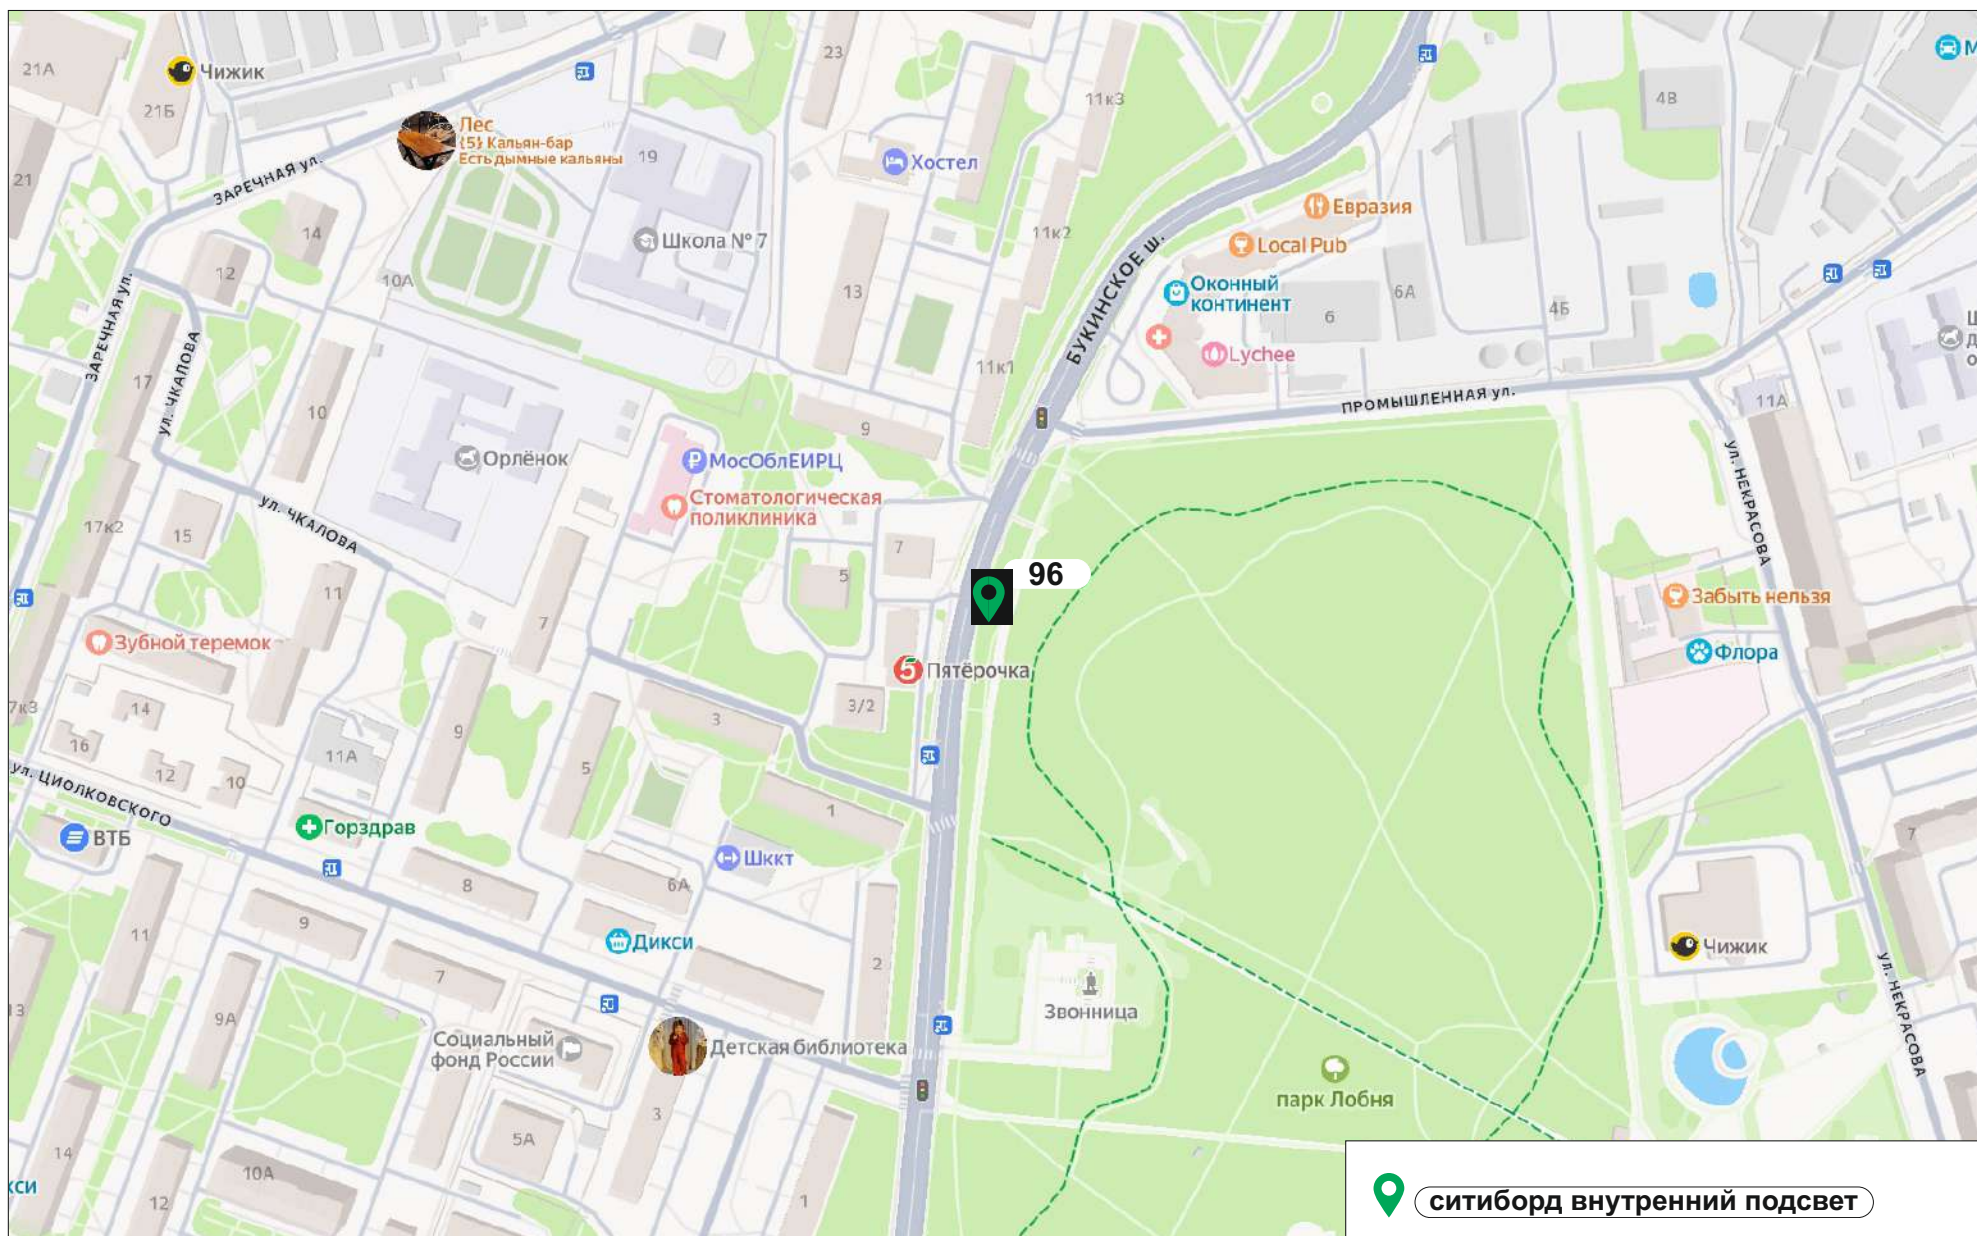 21А
Чижик
21Б
23
11к3
4В
М
Лес
{5} Кальян-бар
Есть дымные кальяны
19
Хостел
21
ЗАРЕЧНАЯ ул.
14
Школа № 7
11к2
Евразия
Local Pub
БУКИНСКОЕ Ш.
12
10А
13
Оконный
континент
6
6А
4Б
ЗАРЕЧНАЯ ул.
17
ул. ЧКАЛОВА
10
11к1
Lychee
ПРОМЫШЛЕННАЯ ул.
11А
9
Орлёнок
МосОблЕИРЦ
Стоматологическая
поликлиника
ул. НЕКРАСОВА
17к2
15
ул. ЧКАЛОВА
7
5
96
11
7
Забыть нельзя
Зубной теремок
Флора
Пятёрочка
7к3
14
16
9
3
3/2
11А
12
10
5
ул. ЦИОЛКОВСКОГО
ВТБ
Горздрав
1
Шккт
7
8
6А
9
11
Дикси
2
Чижик
7
ул. НЕКРАСОВА
13
9А
Звонница
Социальный
фонд России
Детская библиотека
парк Лобня
3
5А
14
10А
12
1
кси
ситиборд внутренний подсвет